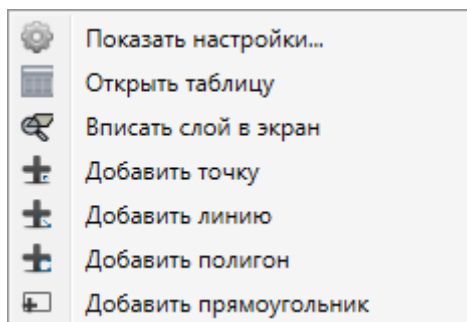 Показать настройки...
Открыть таблицу
Вписать слой в экран
Добавить точку
Добавить линию
Добавить полигон
Добавить прямоугольник